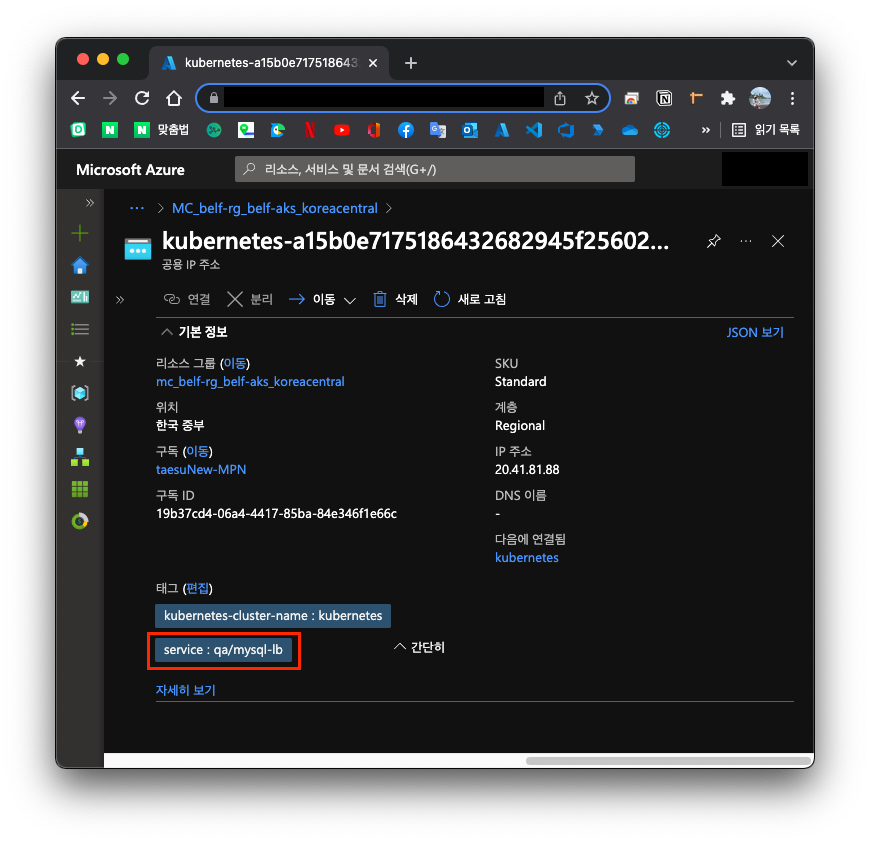 kubernetes-a15b0e7175186432
맞춤법
읽기 목록
Microsoft Azure
리소스, 서비스 및 문서 검색(G+/)
MC_belf-rg_belf-aks_koreacentral
kubernetes-a15b0e7175186432682945f25602...
공용 IP 주소
연결 분리 이동 삭제 새로 고침
기본 정보
JSON 보기
리소스 그룹 (이동)
mc_belf-rg_belf-aks_koreacentral
위치
한국 중부
구독 (이동)
taesuNew-MPN
구독 ID
19b37cd4-06a4-4417-85ba-84e346f1e66c
SKU
Standard
계층
Regional
IP 주소
20.41.81.88
DNS 이름
-
다음에 연결됨
kubernetes
태그 (편집)
kubernetes-cluster-name : kubernetes
service : qa/mysql-lb
간단히
자세히 보기